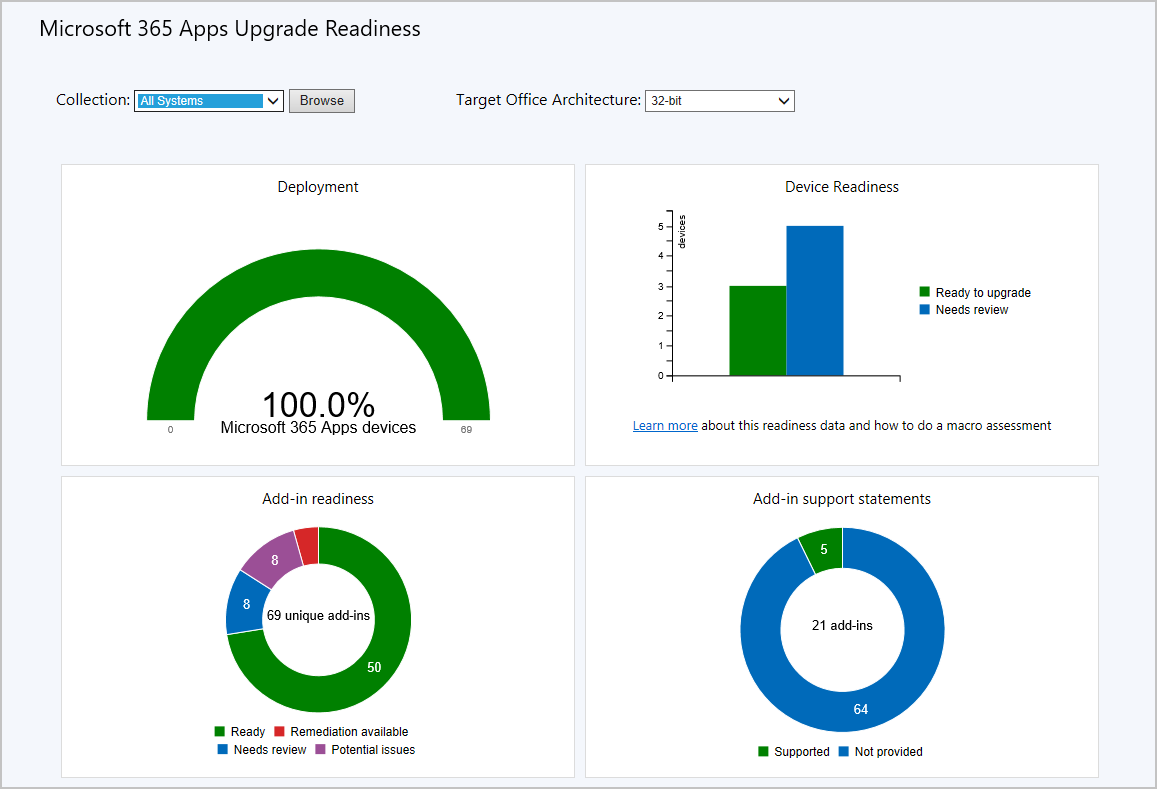 Microsoft 365 Apps Upgrade Readiness
Collection: All Systems Browse Target Office Architecture: 32-bit
Deployment
100.0%
Microsoft 365 Apps devices
0 69
Device Readiness
devices
5
4
3
2
1
0
Ready to upgrade
Needs review
Learn more about this readiness data and how to do a macro assessment
Add-in readiness
8
8
69 unique add-ins
50
Ready Remediation available
Needs review Potential issues
Add-in support statements
5
21 add-ins
64
Supported Not provided